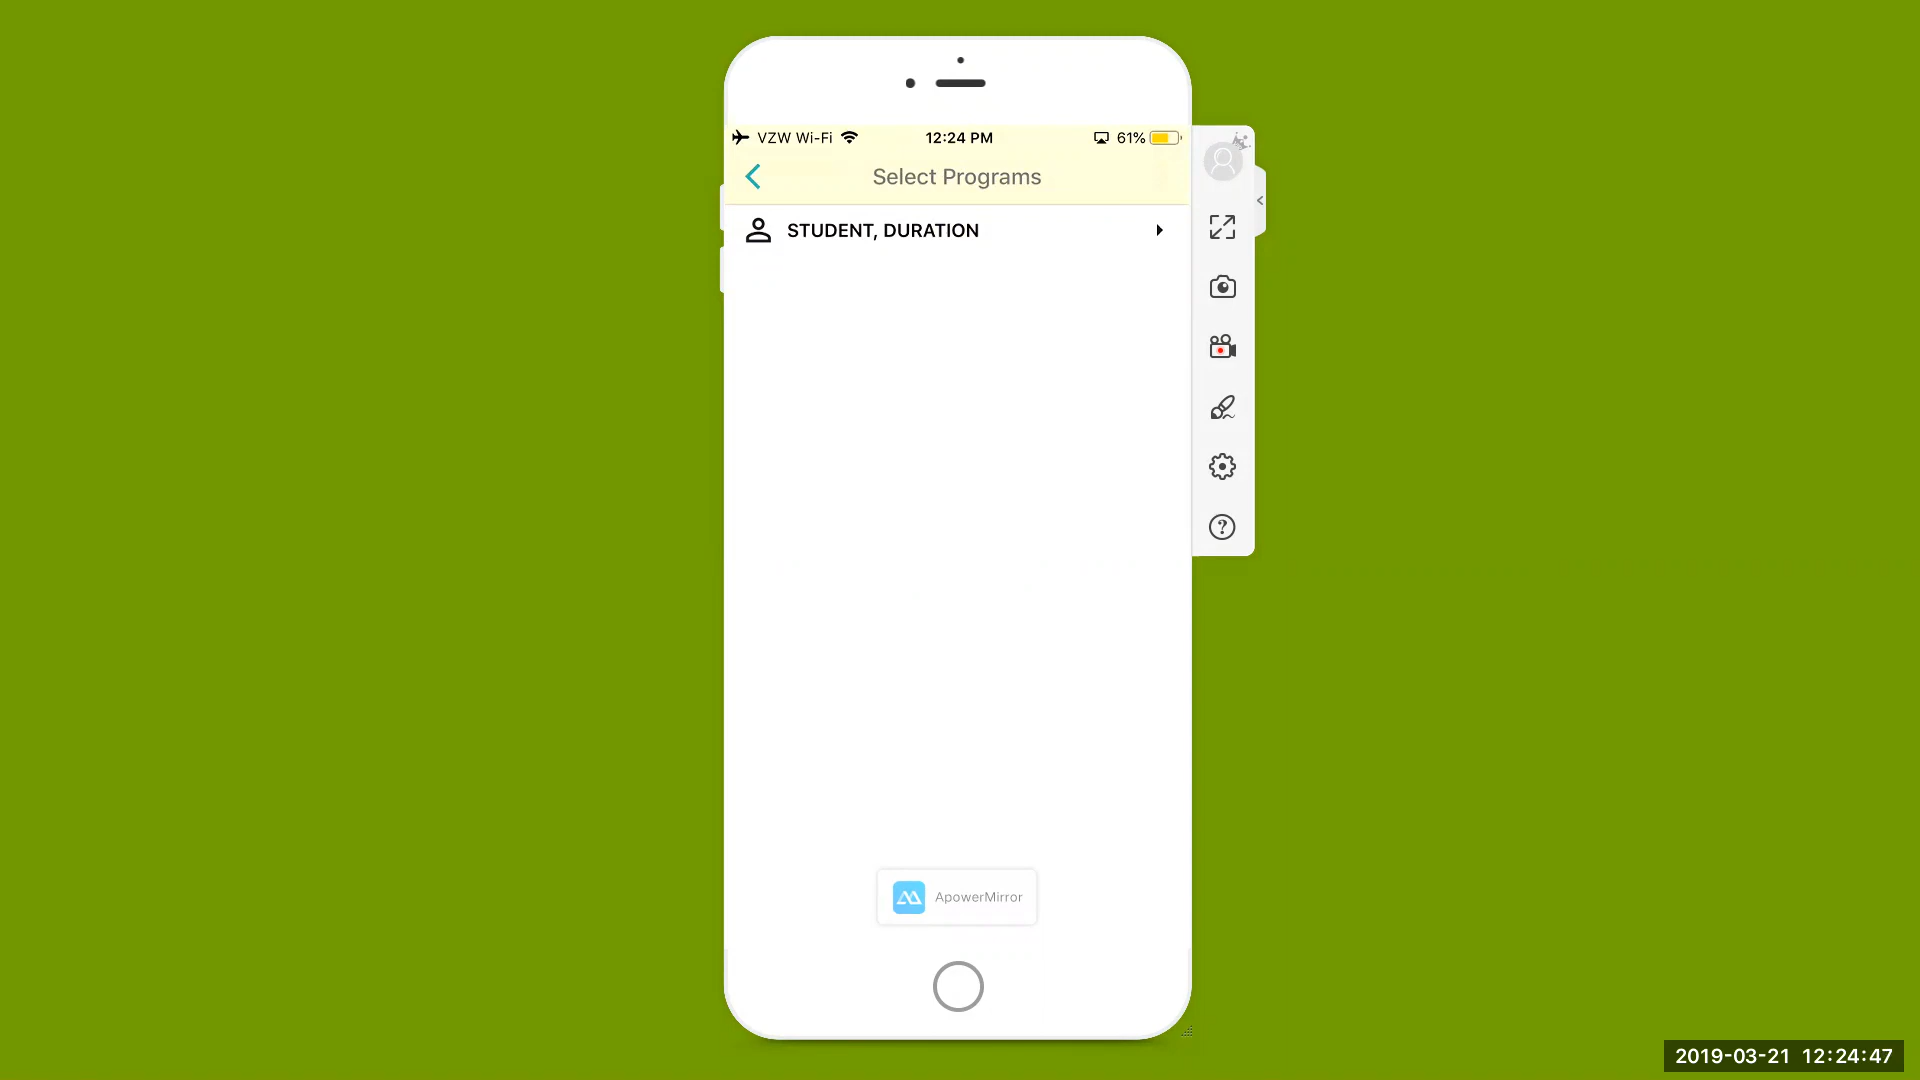 VZW Wi-Fi 12:24 PM 61%
Select Programs
STUDENT, DURATION
ApowerMirror
2019-03-21 12:24:47